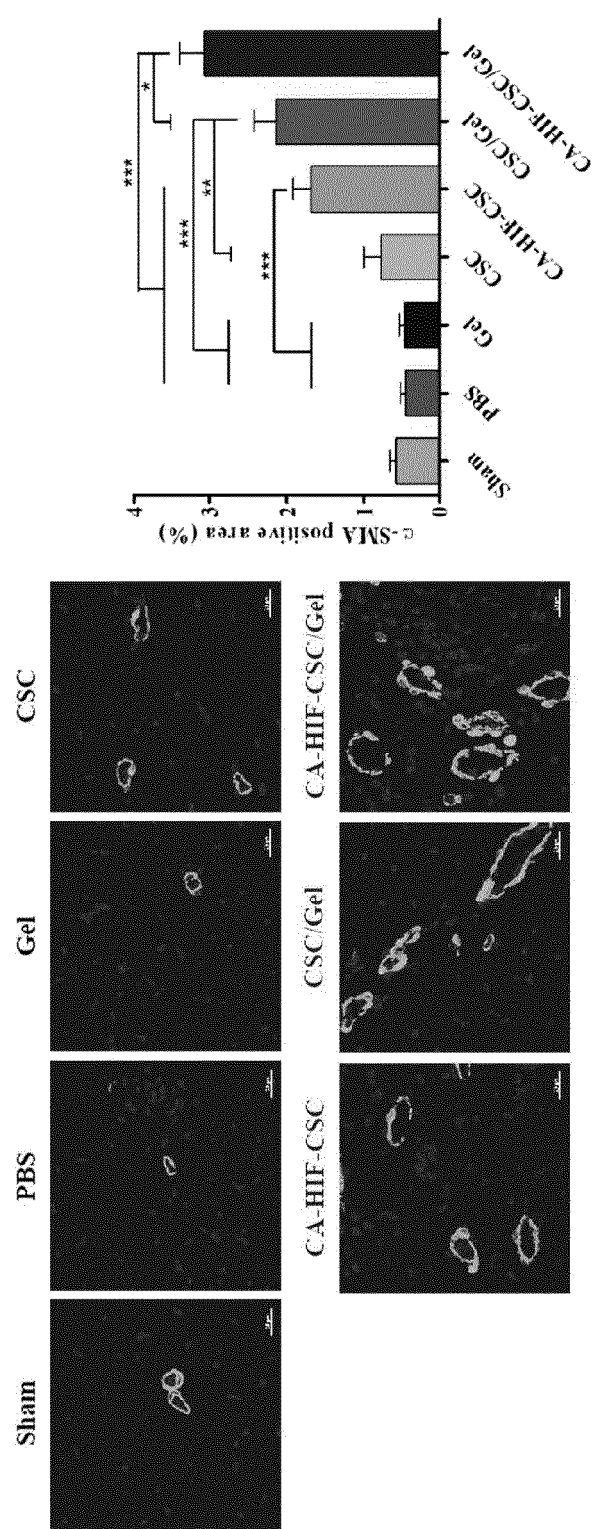 Sham
PBS
Gel
CSC
CA-HIF-CSC
CSC/Gel
CA-HIF-CSC/Gel
α-SMA positive area (%)
4
3
2
1
0
***
*
***
**
***
Sham
PBS
Gel
CSC
CA-HIF-CSC
CSC/Gel
CA-HIF-CSC/Gel